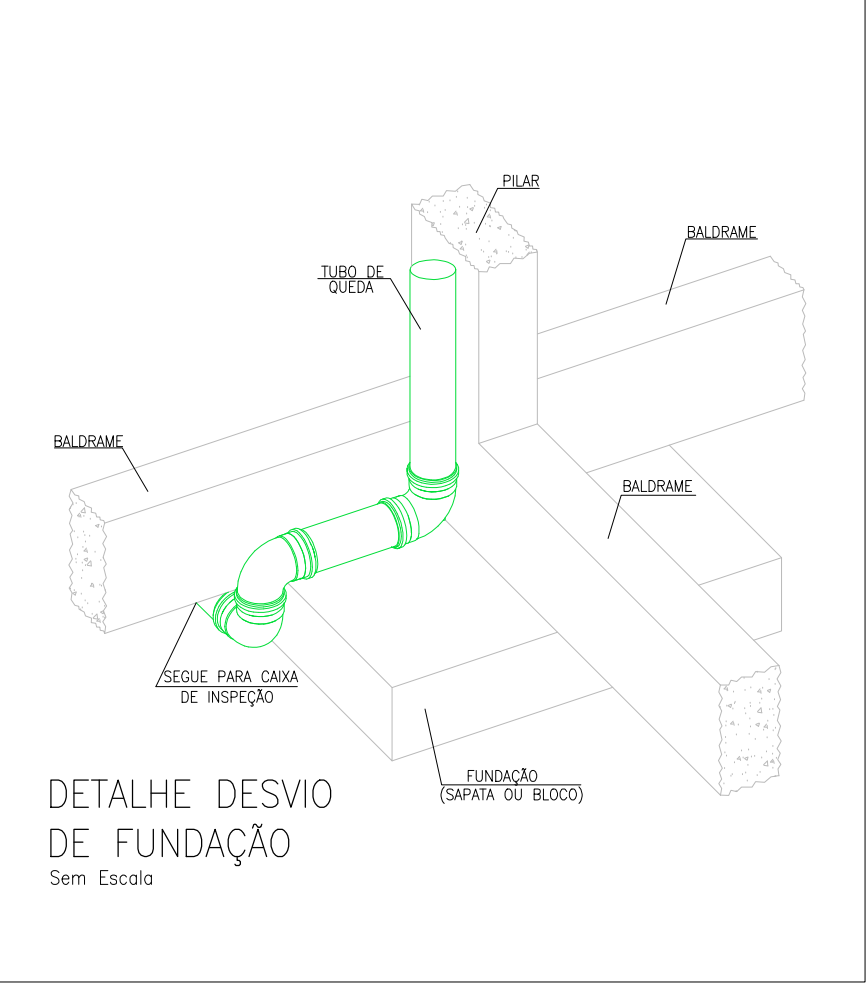 PILAR
BALDRAME
TUBO DE
QUEDA
BALDRAME
BALDRAME
SEGUE PARA CAIXA
DE INSPEÇÃO
FUNDAÇÃO
(SAPATA OU BLOCO)
DETALHE DESVIO
DE FUNDAÇÃO
Sem Escala